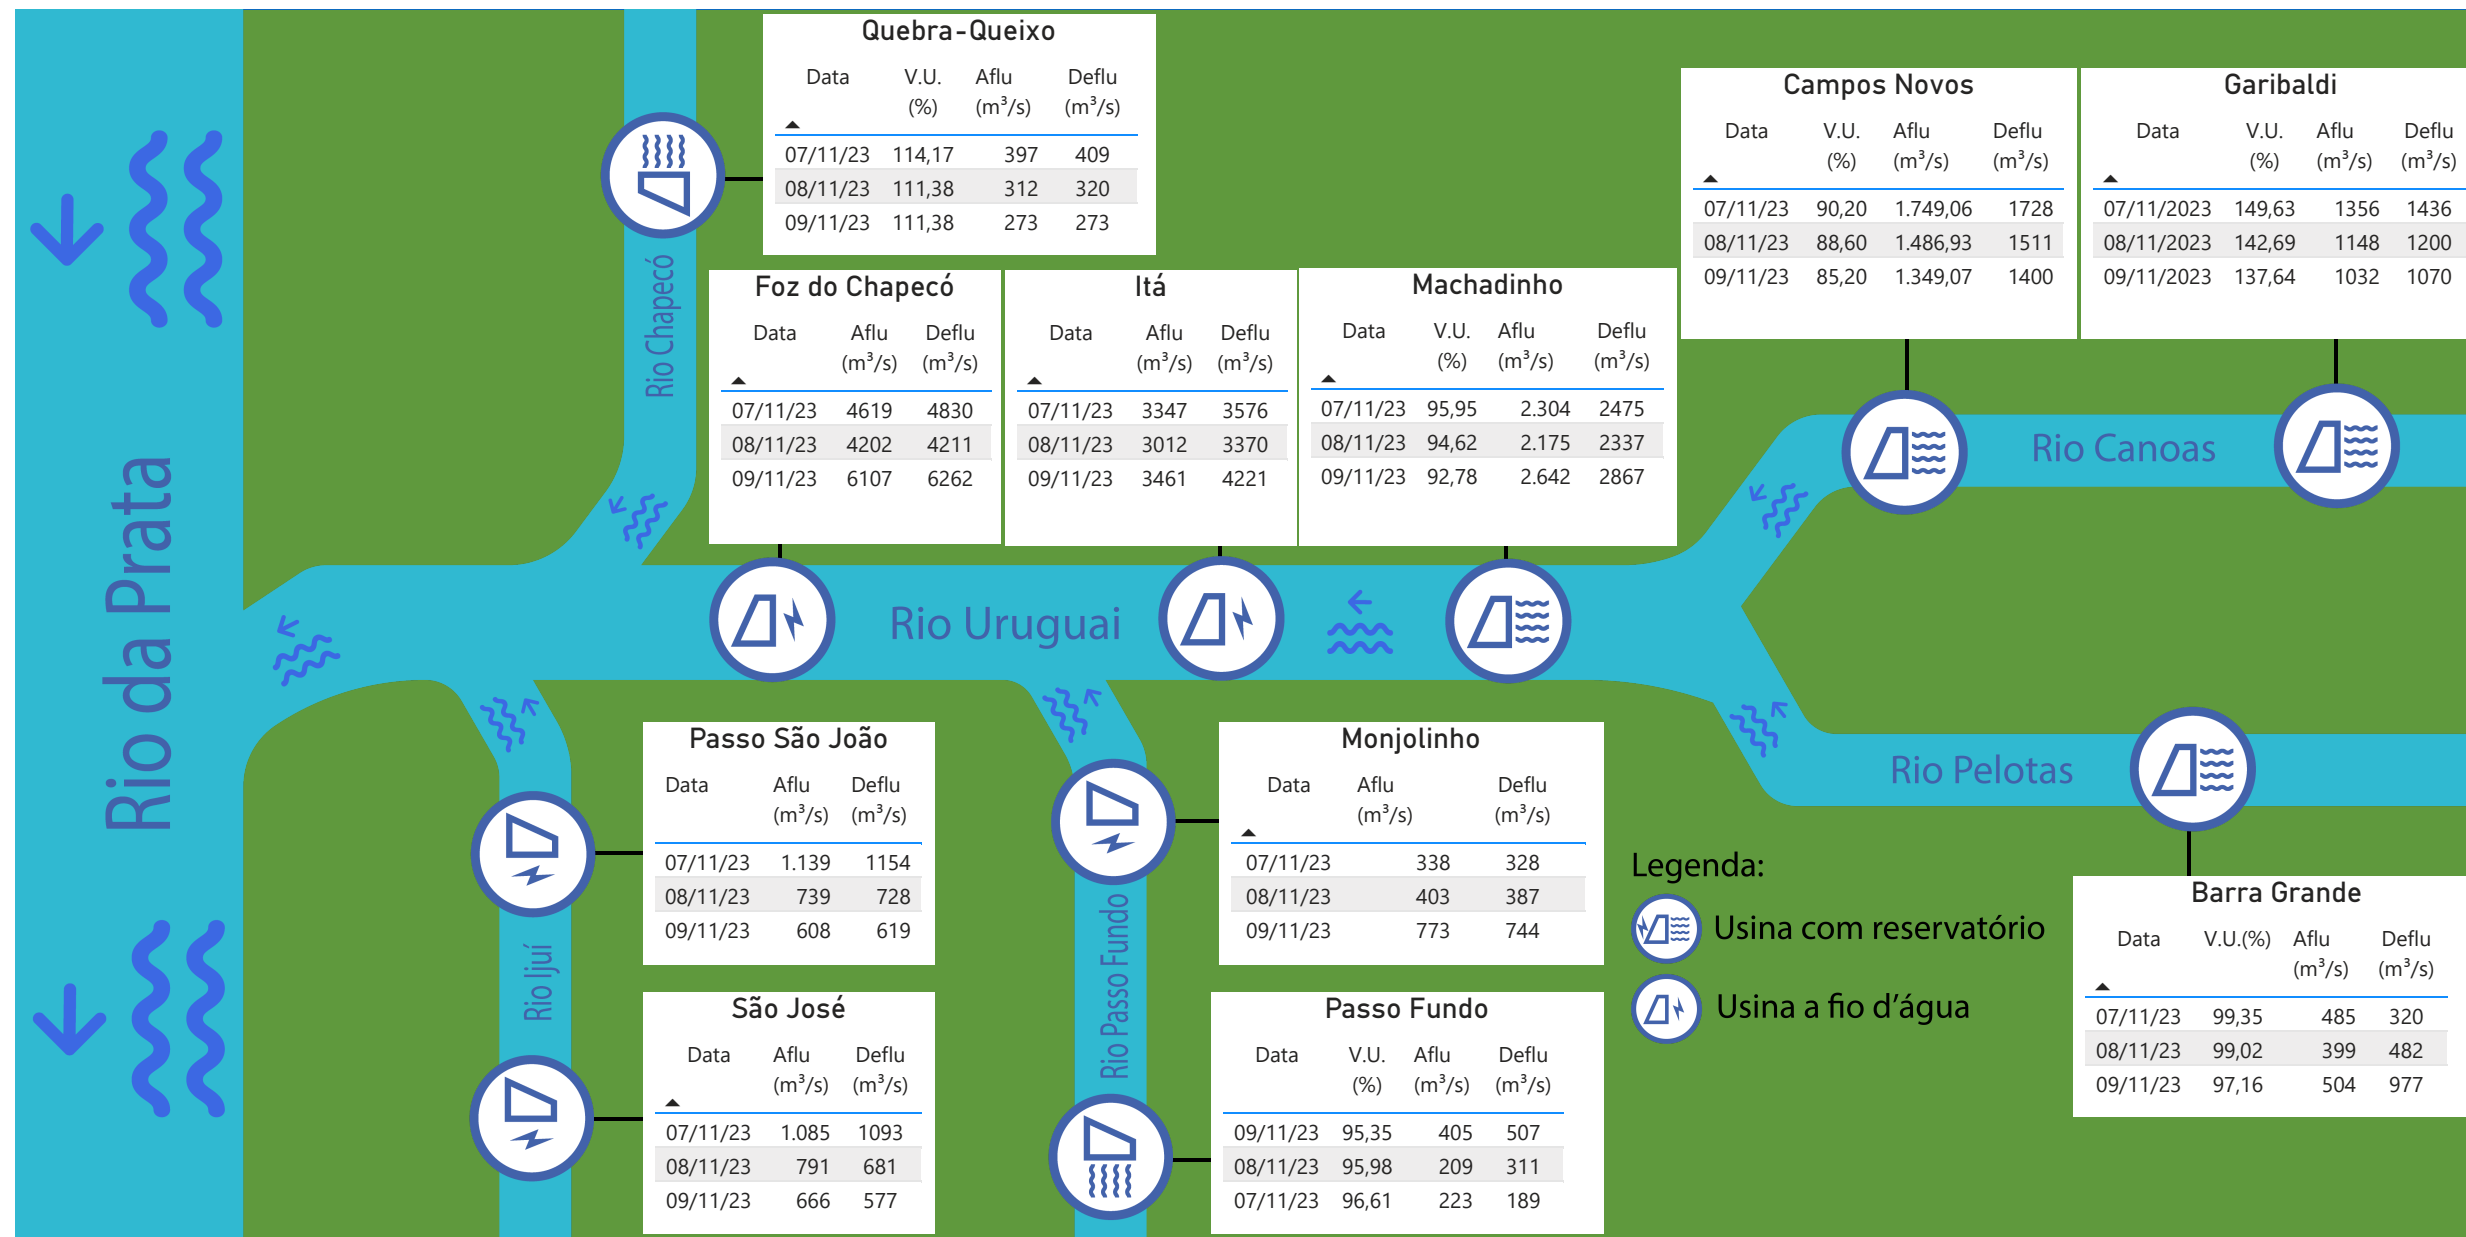 Quebra-Queixo
Data V.U. Aflu Deflu
(%) (m³/s) (m³/s)
07/11/23 114,17 397 409
08/11/23 111,38 312 320
09/11/23 111,38 273 273
Campos Novos
Data V.U. Aflu Deflu
(%) (m³/s) (m³/s)
07/11/23 90,20 1.749,06 1728
08/11/23 88,60 1.486,93 1511
09/11/23 85,20 1.349,07 1400
Garibaldi
Data V.U. Aflu Deflu
(%) (m³/s) (m³/s)
07/11/2023 149,63 1356 1436
08/11/2023 142,69 1148 1200
09/11/2023 137,64 1032 1070
Rio Chapecó
Foz do Chapecó
Data Aflu Deflu
(m³/s) (m³/s)
07/11/23 4619 4830
08/11/23 4202 4211
09/11/23 6107 6262
Itá
Data Aflu Deflu
(m³/s) (m³/s)
07/11/23 3347 3576
08/11/23 3012 3370
09/11/23 3461 4221
Machadinho
Data V.U. Aflu Deflu
(%) (m³/s) (m³/s)
07/11/23 95,95 2.304 2475
08/11/23 94,62 2.175 2337
09/11/23 92,78 2.642 2867
Rio Canoas
Rio da Prata
Rio Uruguai
Rio Pelotas
Passo São João
Data Aflu Deflu
(m³/s) (m³/s)
07/11/23 1.139 1154
08/11/23 739 728
09/11/23 608 619
Monjolinho
Data Aflu Deflu
(m³/s) (m³/s)
07/11/23 338 328
08/11/23 403 387
09/11/23 773 744
Legenda:
Usina com reservatório
Usina a fio d'água
Barra Grande
Data V.U.(%) Aflu Deflu
(m³/s) (m³/s)
07/11/23 99,35 485 320
08/11/23 99,02 399 482
09/11/23 97,16 504 977
Rio Ijuí
Rio Passo Fundo
São José
Data Aflu Deflu
(m³/s) (m³/s)
07/11/23 1.085 1093
08/11/23 791 681
09/11/23 666 577
Passo Fundo
Data V.U. Aflu Deflu
(%) (m³/s) (m³/s)
09/11/23 95,35 405 507
08/11/23 95,98 209 311
07/11/23 96,61 223 189